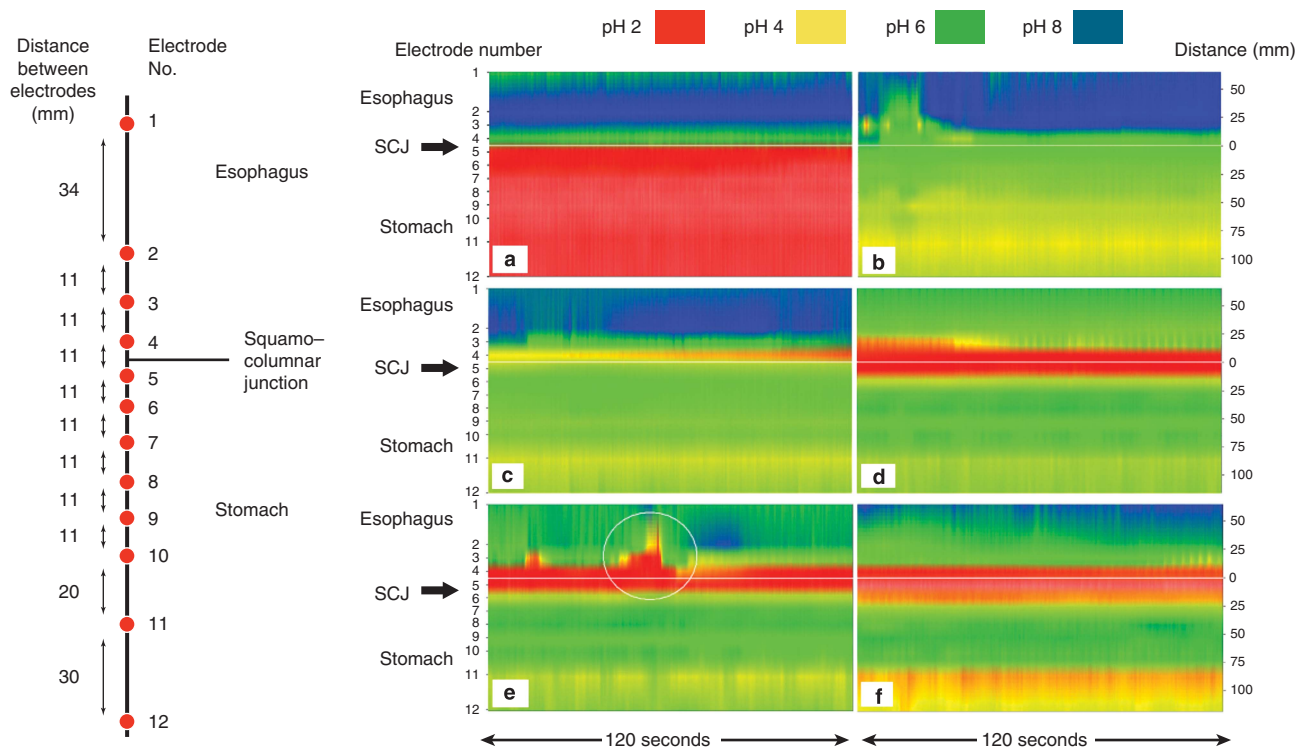 pH 2 pH 4 pH 6 pH 8
Distance
between
electrodes
(mm)
Electrode
No.
1
34
Esophagus
2
11
3
11
4
11
Squamo–
columnar
junction
5
11
6
11
7
11
8
11
9
Stomach
11
10
20
11
30
12
Electrode number
Distance (mm)
Esophagus
SCJ
Stomach
1
2
3
4
5
6
7
8
9
10
11
12
a
b
50
25
0
25
50
75
100
Esophagus
SCJ
Stomach
1
2
3
4
5
6
7
8
9
10
11
12
c
d
50
25
0
25
50
75
100
Esophagus
SCJ
Stomach
1
2
3
4
5
6
7
8
9
10
11
12
e
f
50
25
0
25
50
75
100
120 seconds
120 seconds